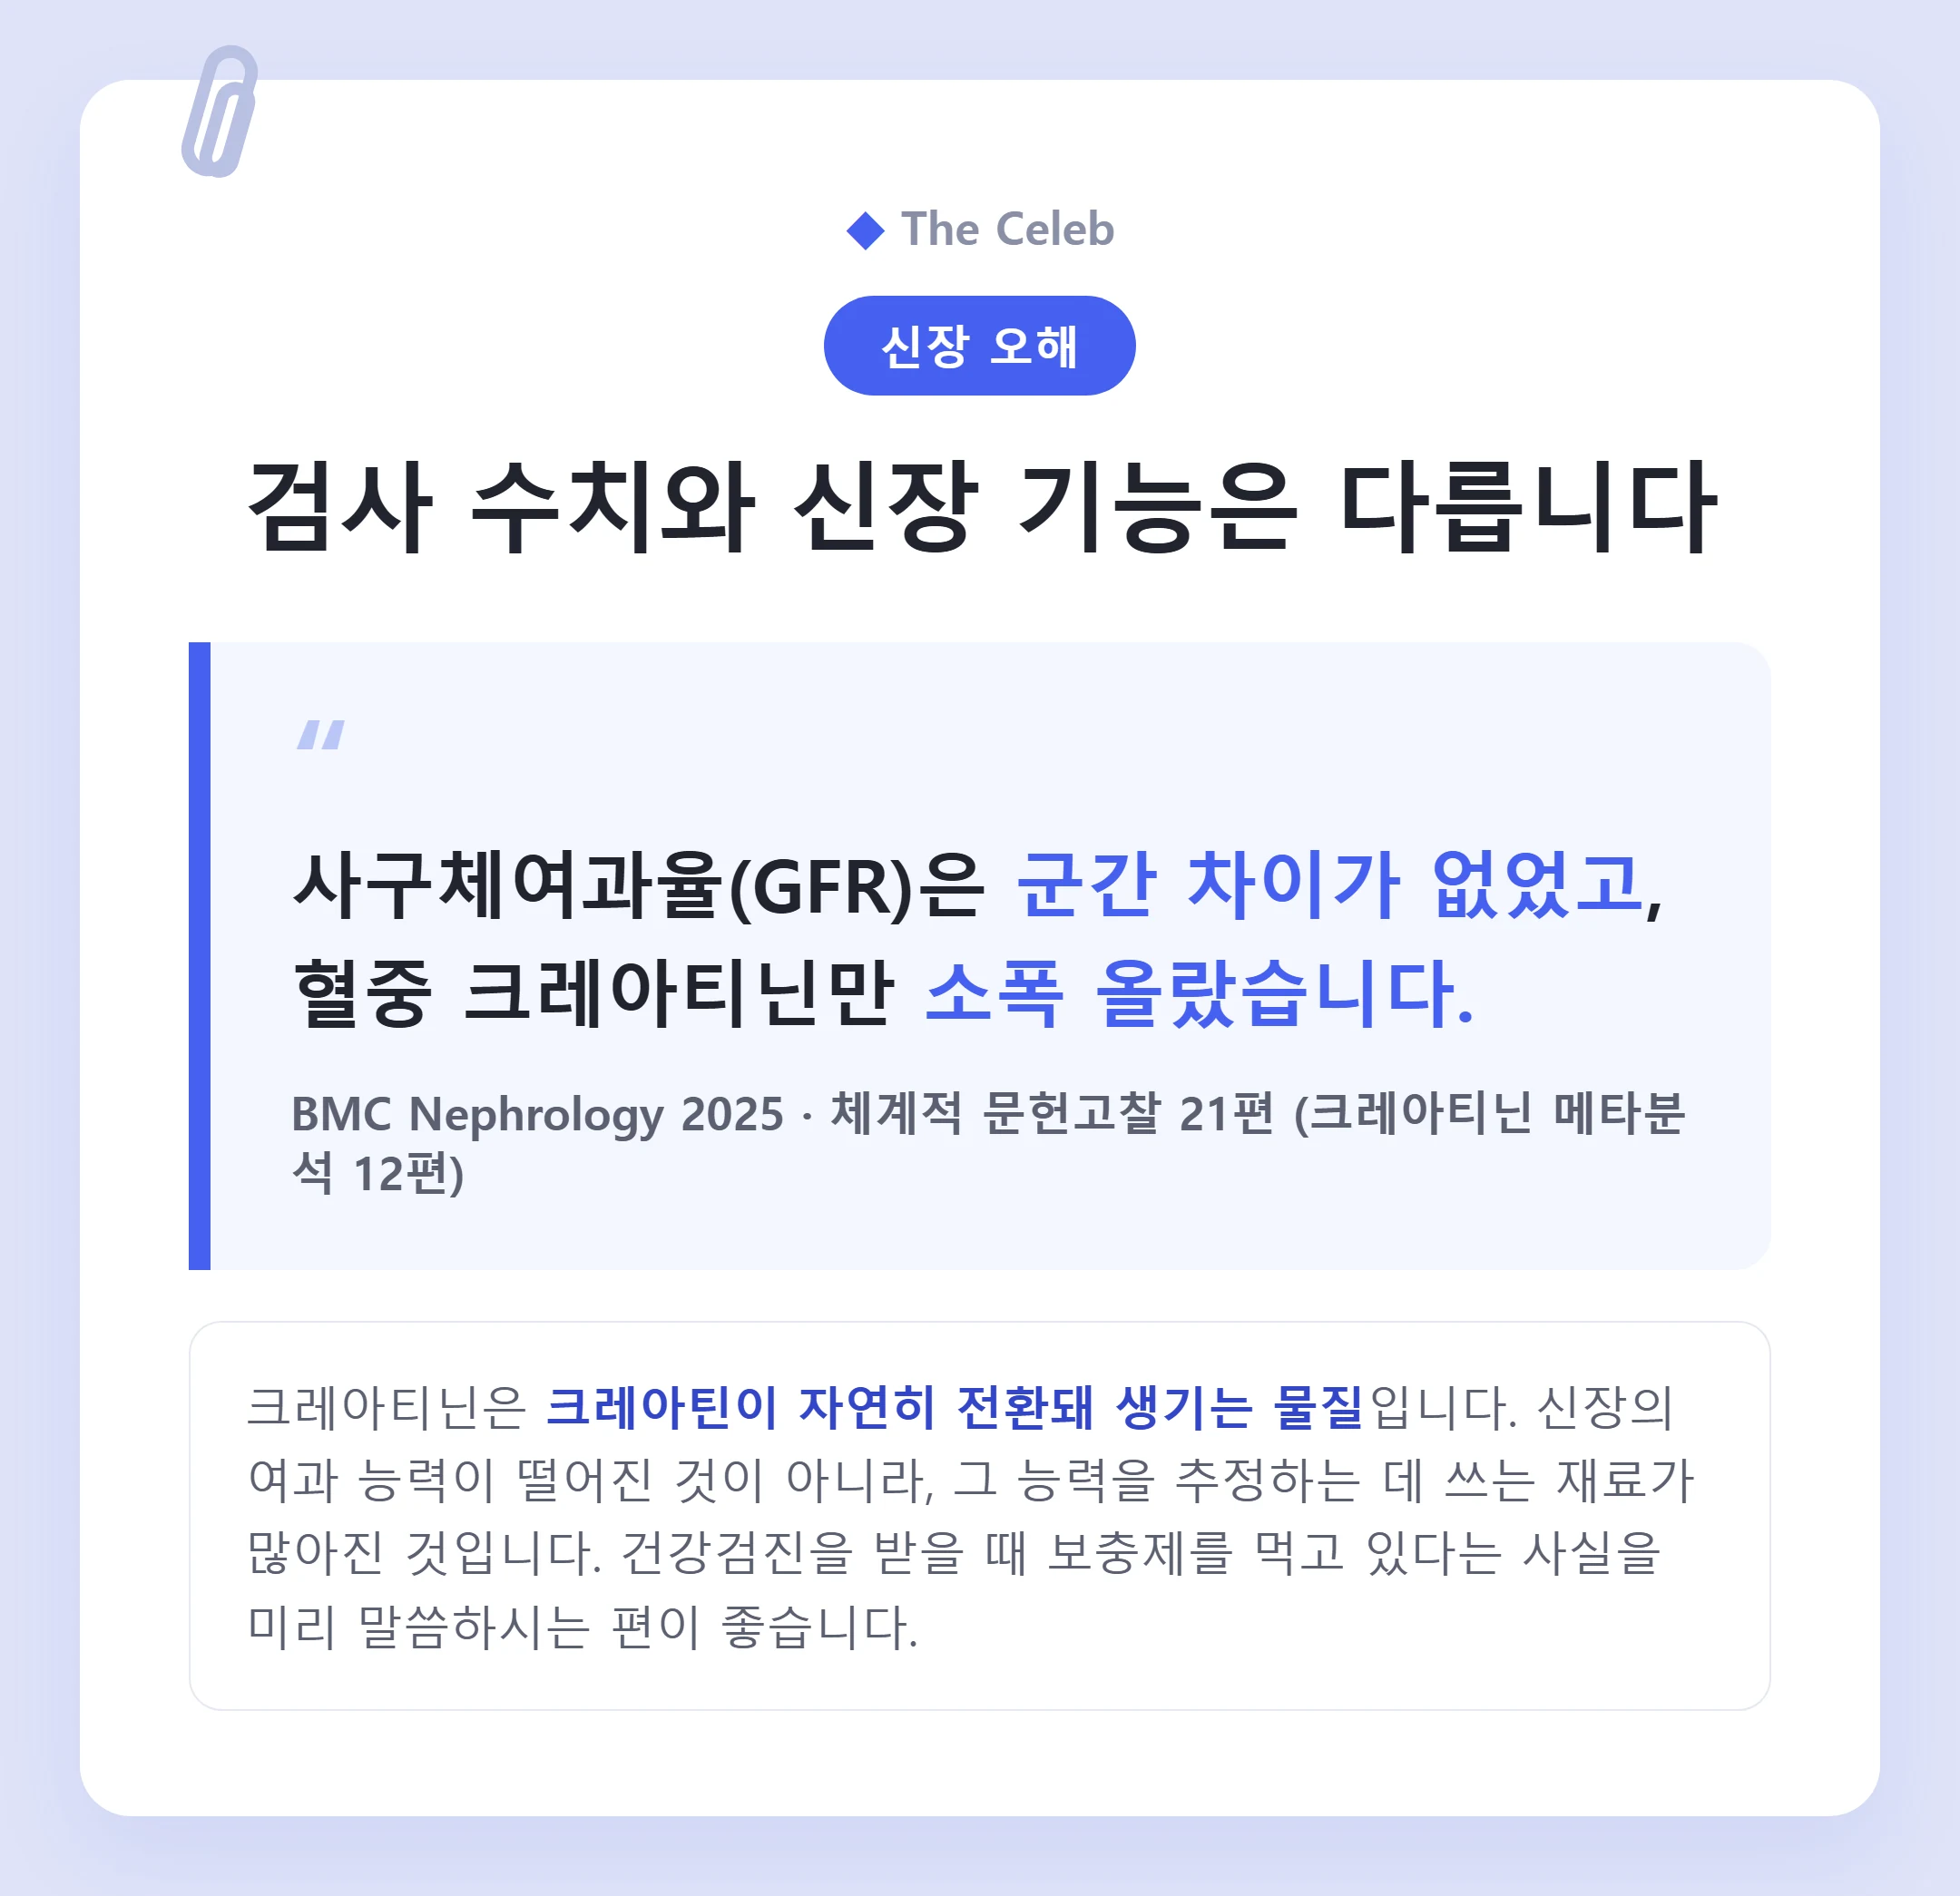 The Celeb
신장 오해
검사 수치와 신장 기능은 다릅니다
“
사구체여과율(GFR)은 군간 차이가 없었고,
혈중 크레아티닌만 소폭 올랐습니다.
BMC Nephrology 2025 · 체계적 문헌고찰 21편 (크레아티닌 메타분
석 12편)
크레아티닌은 크레아틴이 자연히 전환돼 생기는 물질입니다. 신장의
여과 능력이 떨어진 것이 아니라, 그 능력을 추정하는 데 쓰는 재료가
많아진 것입니다. 건강검진을 받을 때 보충제를 먹고 있다는 사실을
미리 말씀하시는 편이 좋습니다.